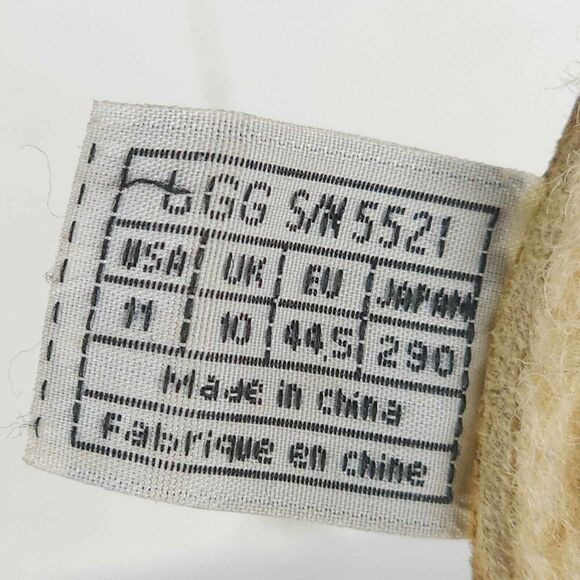 UGG S/N 5521
USA UK EU JAPAN
11 10 44.5 290
Made in china
Fabrique en chine